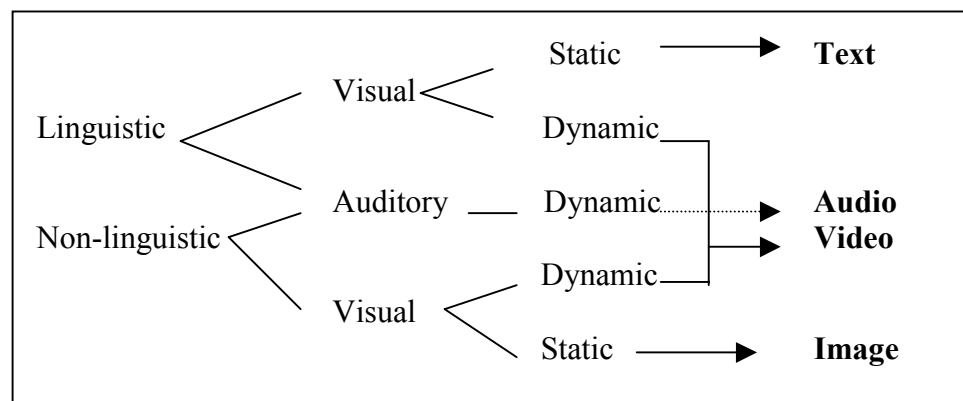 Static Text
Visual
Linguistic
Dynamic
Auditory Dynamic Audio
Non-linguistic Video
Dynamic
Visual
Static Image